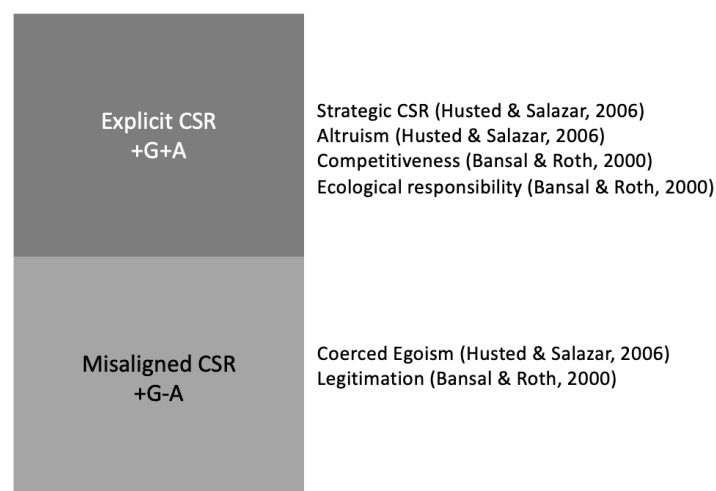 Explicit CSR
+G+A
Strategic CSR (Husted & Salazar, 2006)
Altruism (Husted & Salazar, 2006)
Competitiveness (Bansal & Roth, 2000)
Ecological responsibility (Bansal & Roth, 2000)
Misaligned CSR
+G-A
Coerced Egoism (Husted & Salazar, 2006)
Legitimation (Bansal & Roth, 2000)